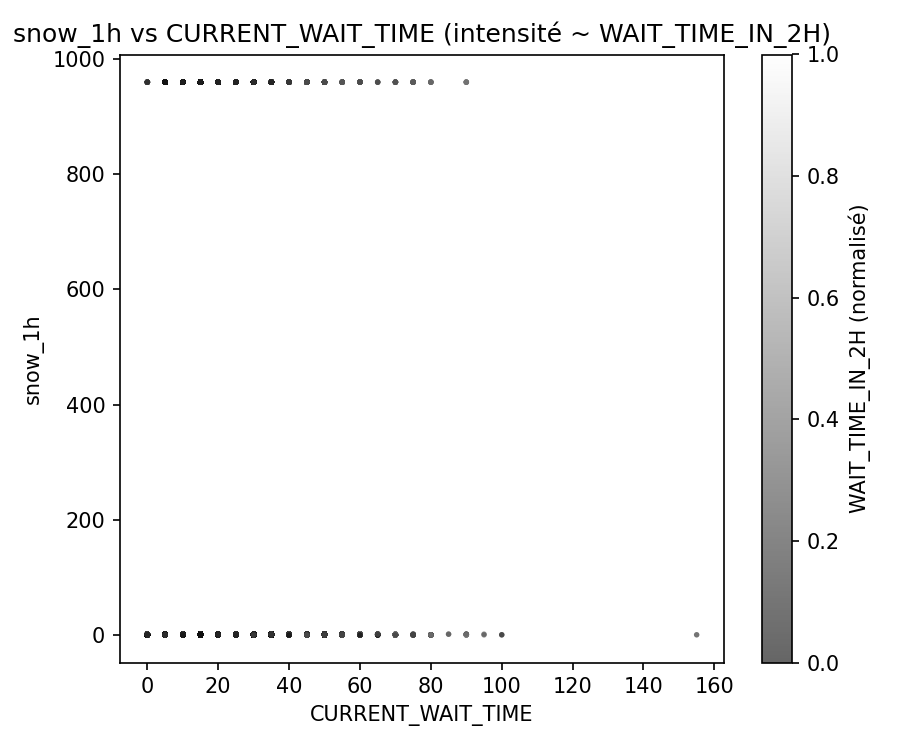 snow_1h vs CURRENT_WAIT_TIME (intensité ~ WAIT_TIME_IN_2H)
1000
800
600
400
200
0
snow_1h
0 20 40 60 80 100 120 140 160
CURRENT_WAIT_TIME
1.0
0.8
0.6
0.4
0.2
0.0
WAIT_TIME_IN_2H (normalisé)